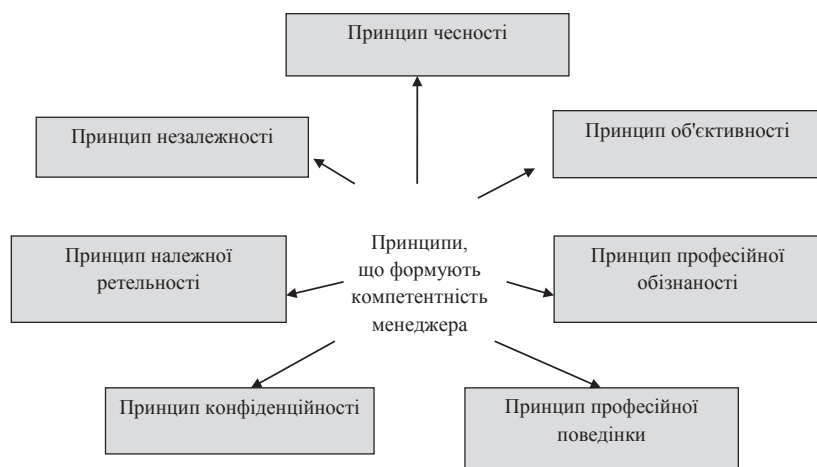 Принцип чесності
Принцип незалежності
Принцип об'єктивності
Принципи,
що формують
компетентність
менеджера
Принцип належної
ретельності
Принцип професійної
обізнаності
Принцип конфіденційності
Принцип професійної
поведінки